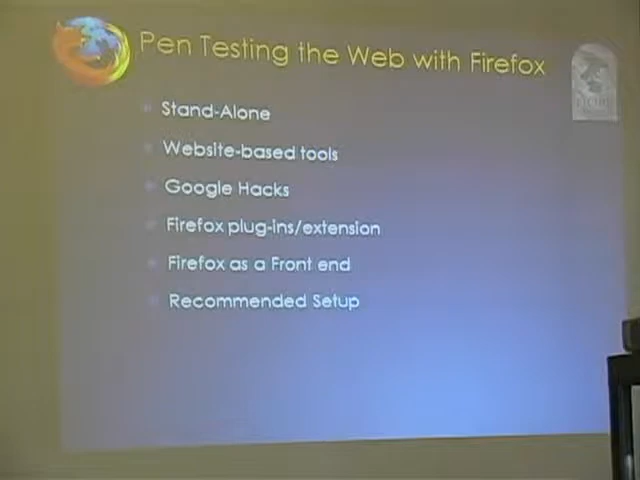 Pen Testing the Web with Firefox
Stand-Alone
Website-based tools
Google Hacks
Firefox plug-ins/extension
Firefox as a Front end
Recommended Setup